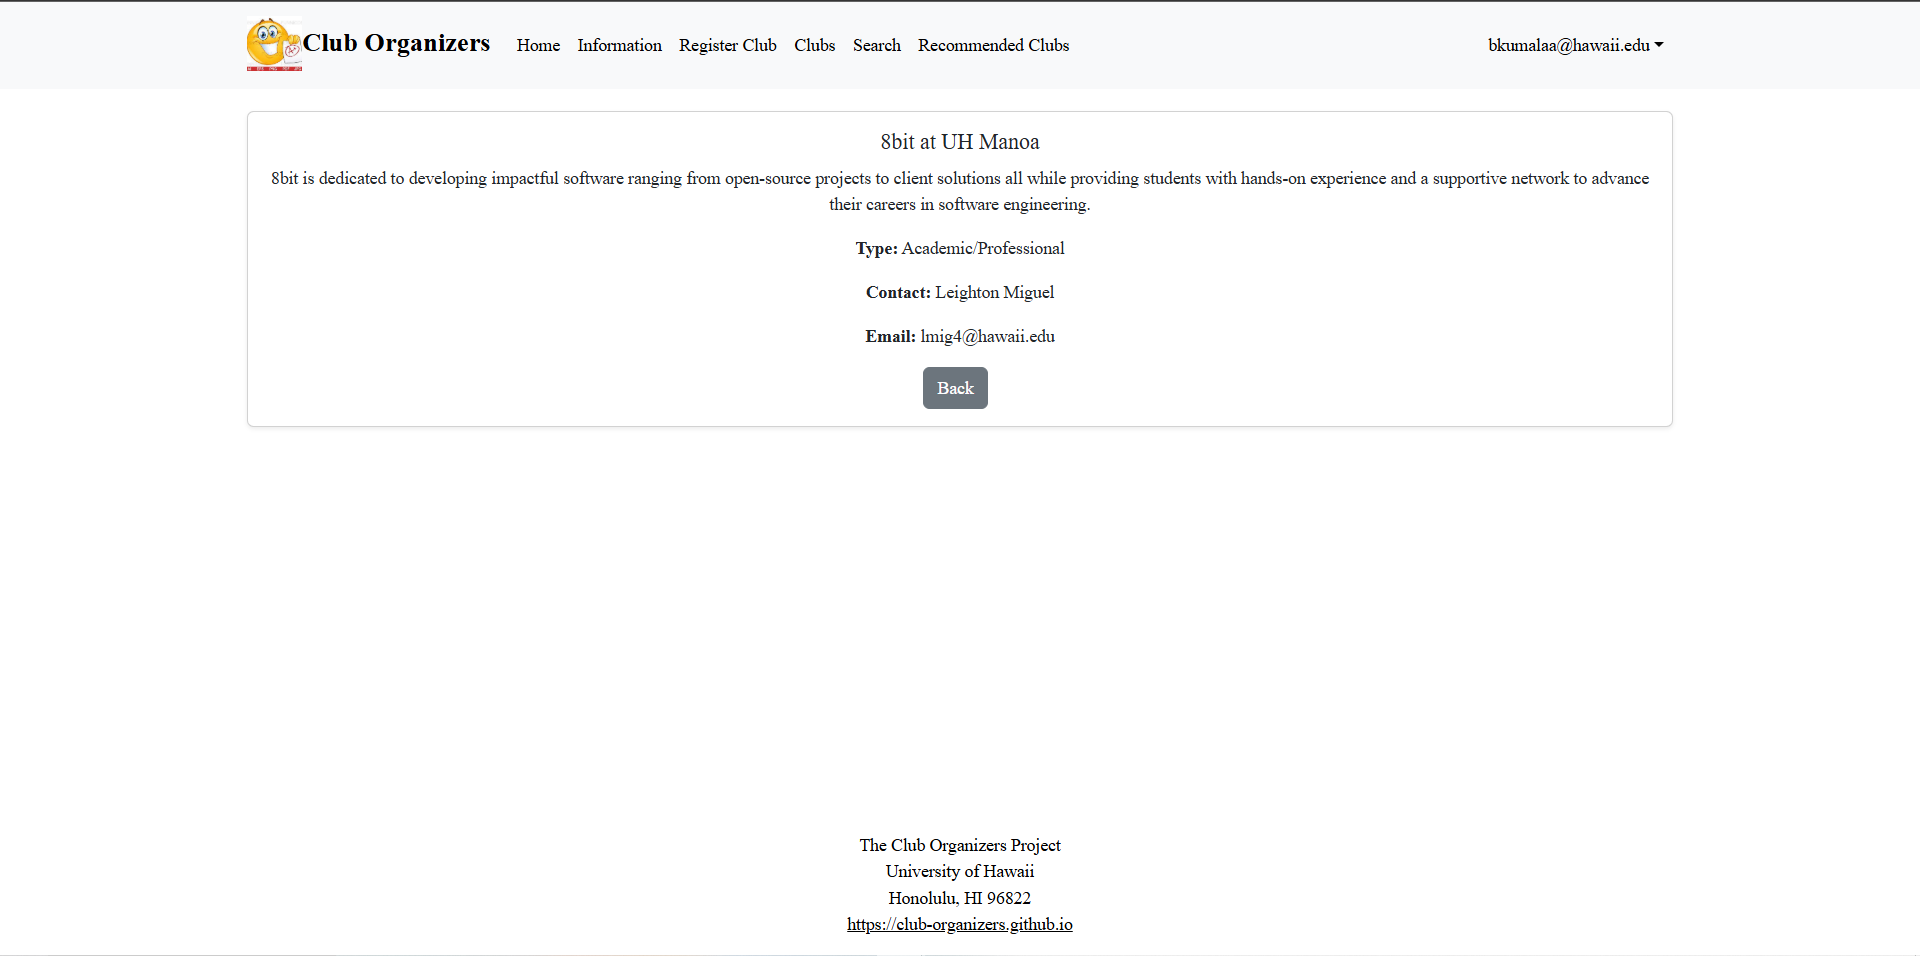 Club Organizers
Home
Information
Register Club
Clubs
Search
Recommended Clubs
bkumalaa@hawaii.edu
8bit at UH Manoa
8bit is dedicated to developing impactful software ranging from open-source projects to client solutions all while providing students with hands-on experience and a supportive network to advance
their careers in software engineering.
Type: Academic/Professional
Contact: Leighton Miguel
Email: lmig4@hawaii.edu
Back
The Club Organizers Project
University of Hawaii
Honolulu, HI 96822
https://club-organizers.github.io